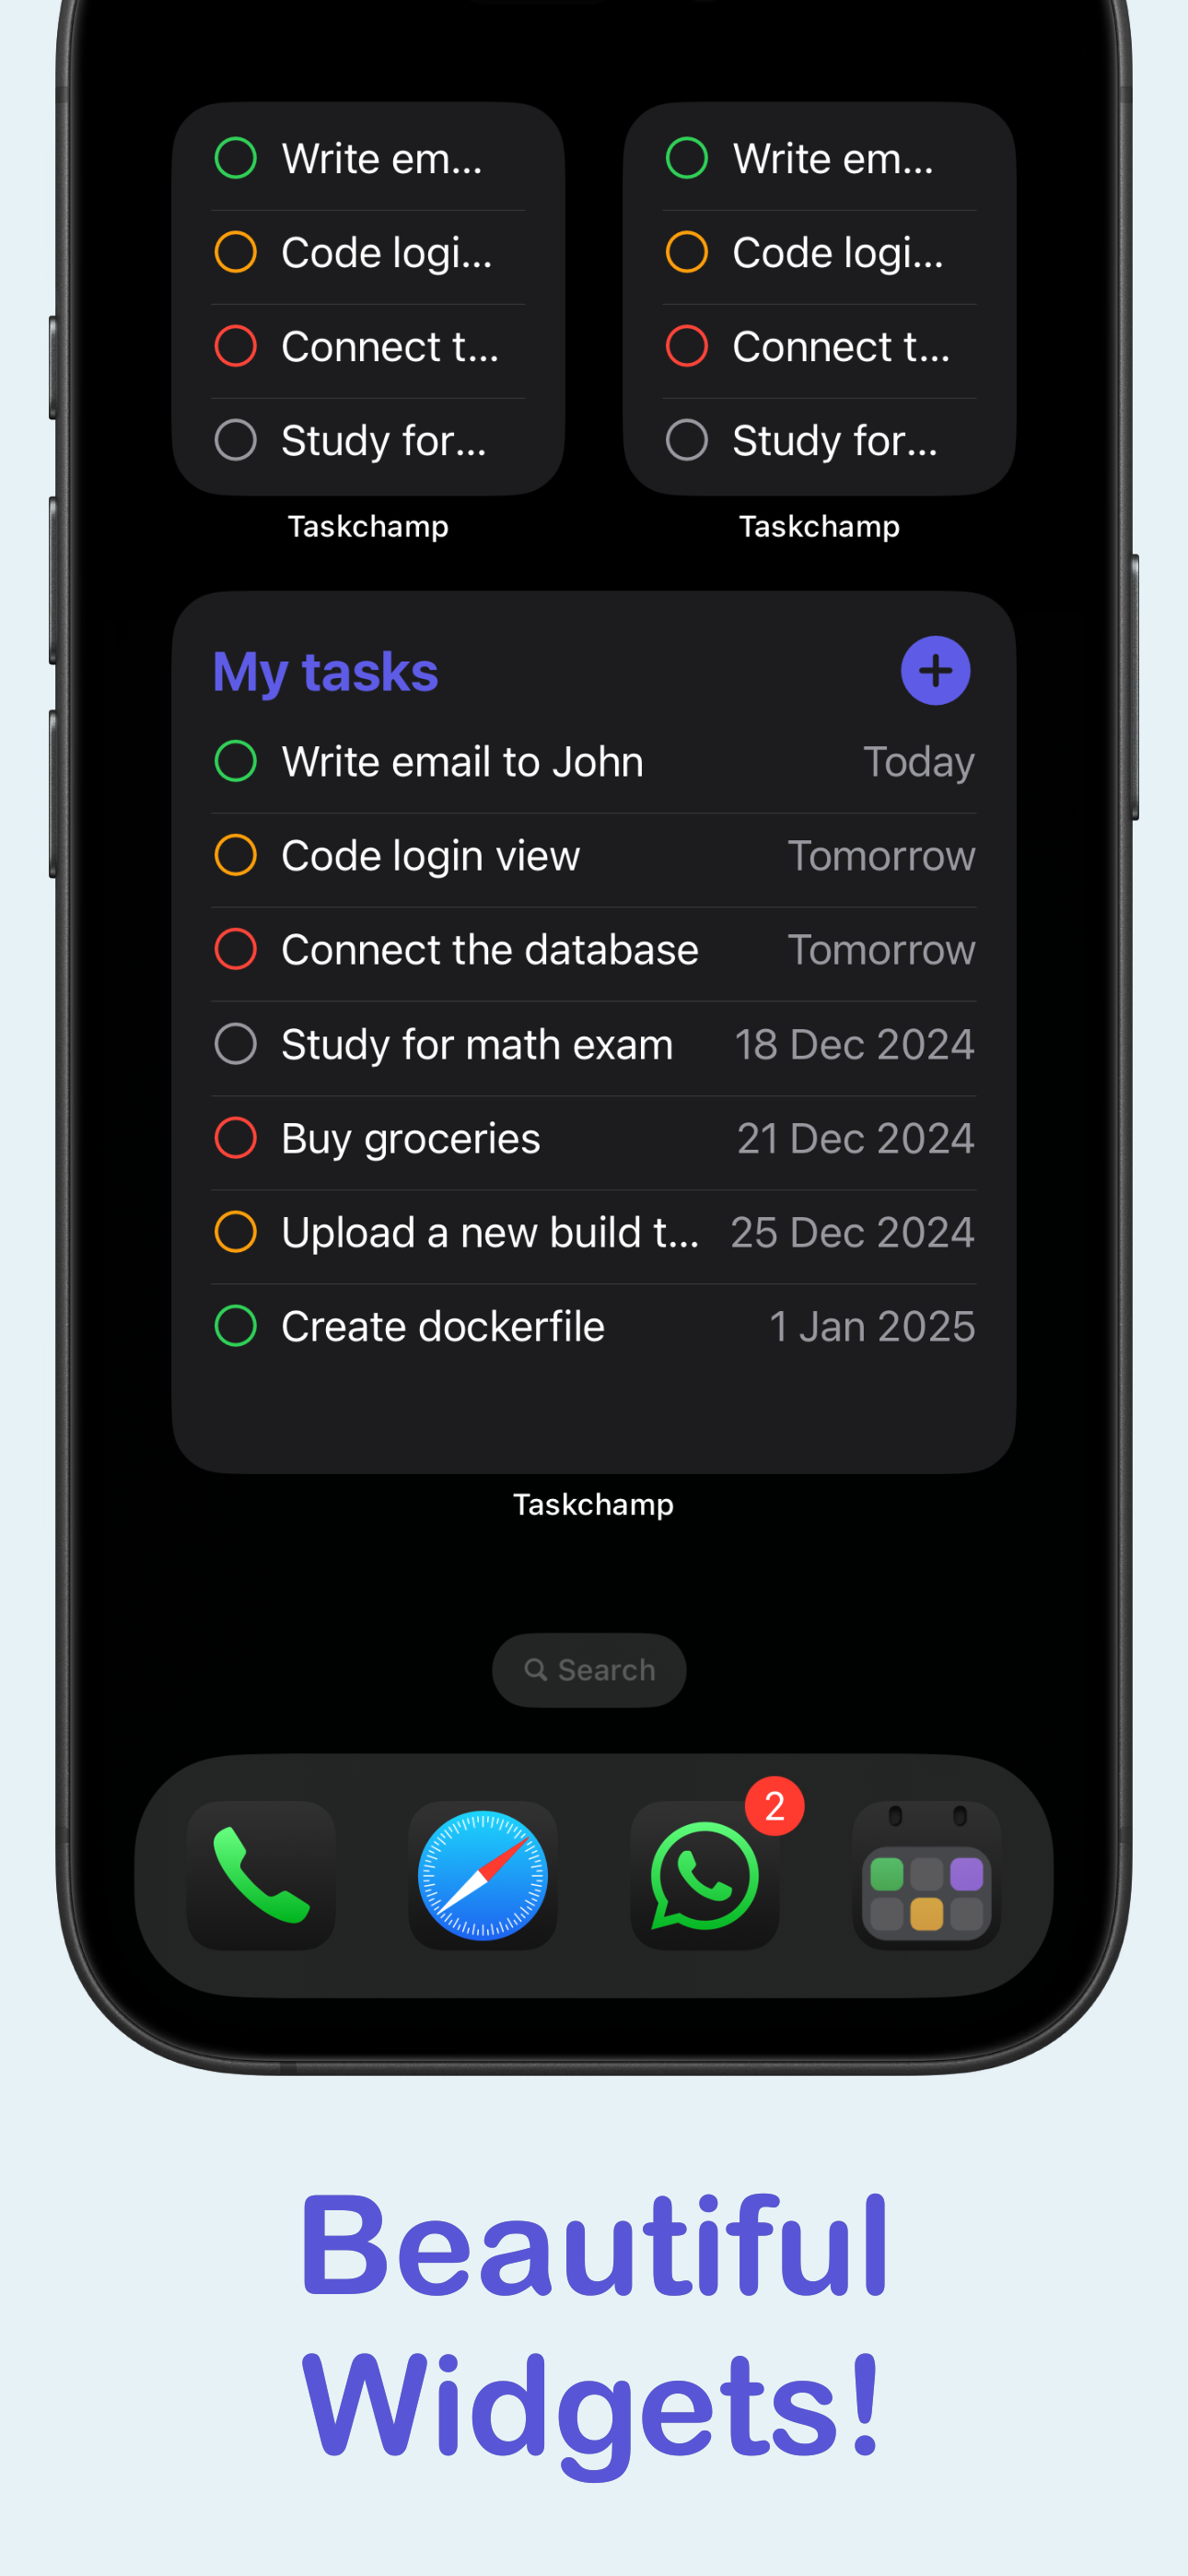 Write em...
Code logi...
Connect t...
Study for...
Taskchamp
Write em...
Code logi...
Connect t...
Study for...
Taskchamp
My tasks
Write email to John Today
Code login view Tomorrow
Connect the database Tomorrow
Study for math exam 18 Dec 2024
Buy groceries 21 Dec 2024
Upload a new build t... 25 Dec 2024
Create dockerfile 1 Jan 2025
Taskchamp
Search
2
Beautiful
Widgets!